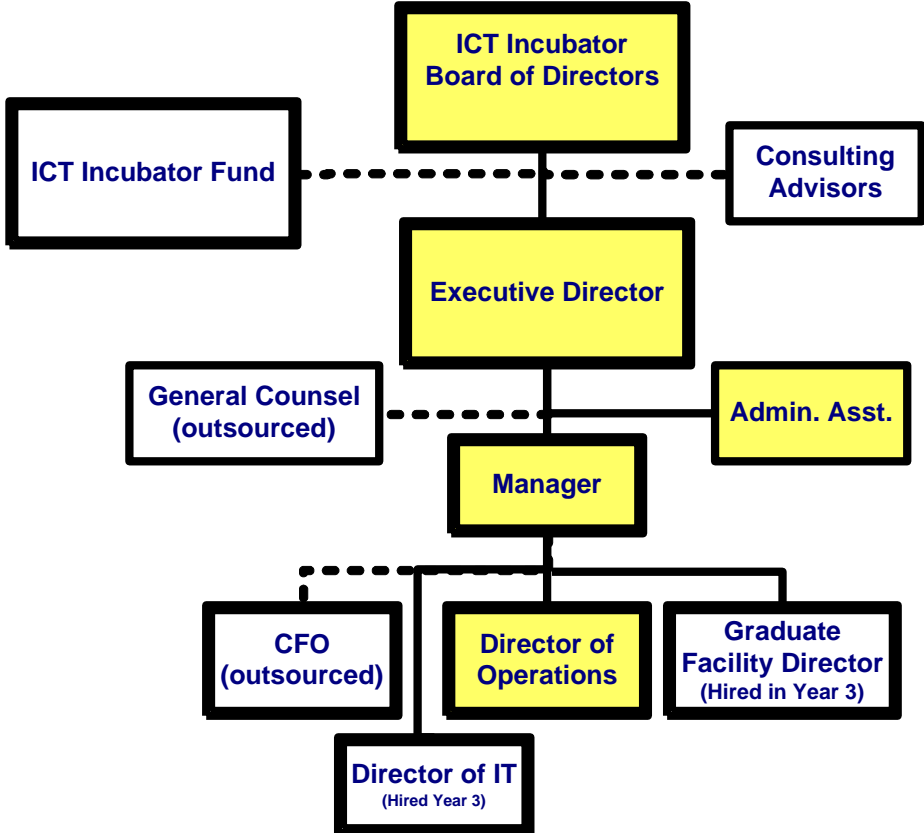 ICT Incubator
Board of Directors
ICT Incubator Fund
Consulting
Advisors
Executive Director
General Counsel
(outsourced)
Admin. Asst.
Manager
CFO
(outsourced)
Director of
Operations
Graduate
Facility Director
(Hired in Year 3)
Director of IT
(Hired Year 3)